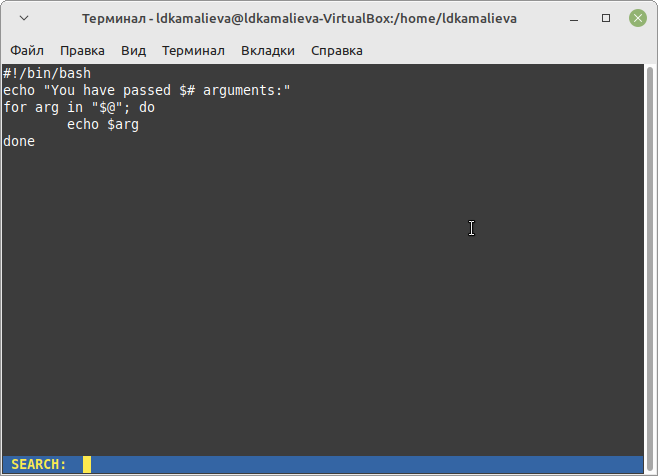 Терминал - ldkamalieva@ldkamalieva-VirtualBox:/home/ldkamalieva
Файл Правка Вид Терминал Вкладки Справка
#!/bin/bash
echo "You have passed $# arguments:"
for arg in "$@"; do
        echo $arg
done
SEARCH: